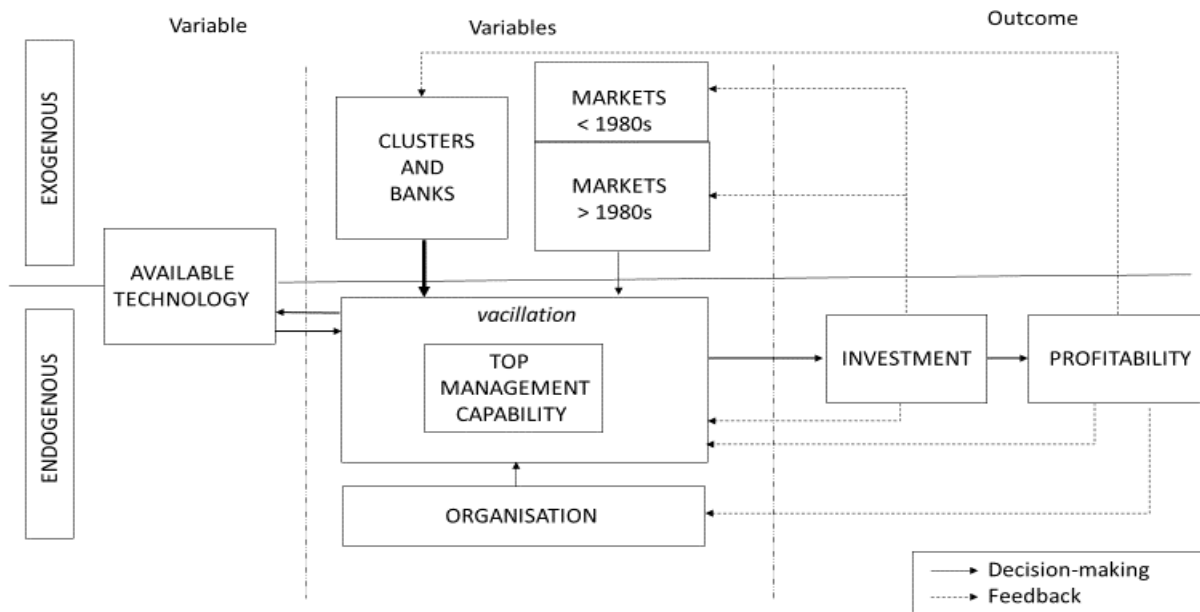 Variable
Variables
Outcome
EXOGENOUS
MARKETS
< 1980s
CLUSTERS
AND
BANKS
MARKETS
> 1980s
AVAILABLE
TECHNOLOGY
ENDOGENOUS
vacillation
TOP
MANAGEMENT
CAPABILITY
INVESTMENT
PROFITABILITY
ORGANISATION
Decision-making
Feedback